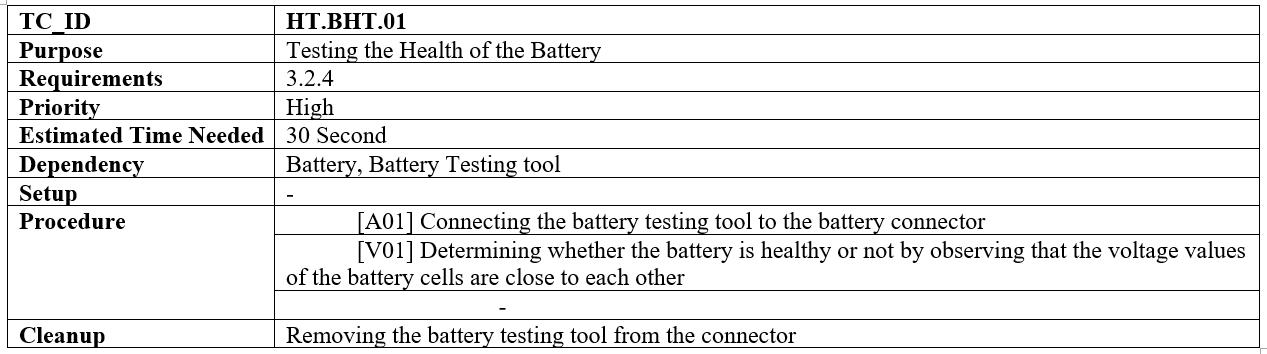 TC_ID HT.BHT.01
Purpose Testing the Health of the Battery
Requirements 3.2.4
Priority High
Estimated Time Needed 30 Second
Dependency Battery, Battery Testing tool
Setup -
Procedure [A01] Connecting the battery testing tool to the battery connector
[V01] Determining whether the battery is healthy or not by observing that the voltage values
of the battery cells are close to each other
-
Cleanup Removing the battery testing tool from the connector